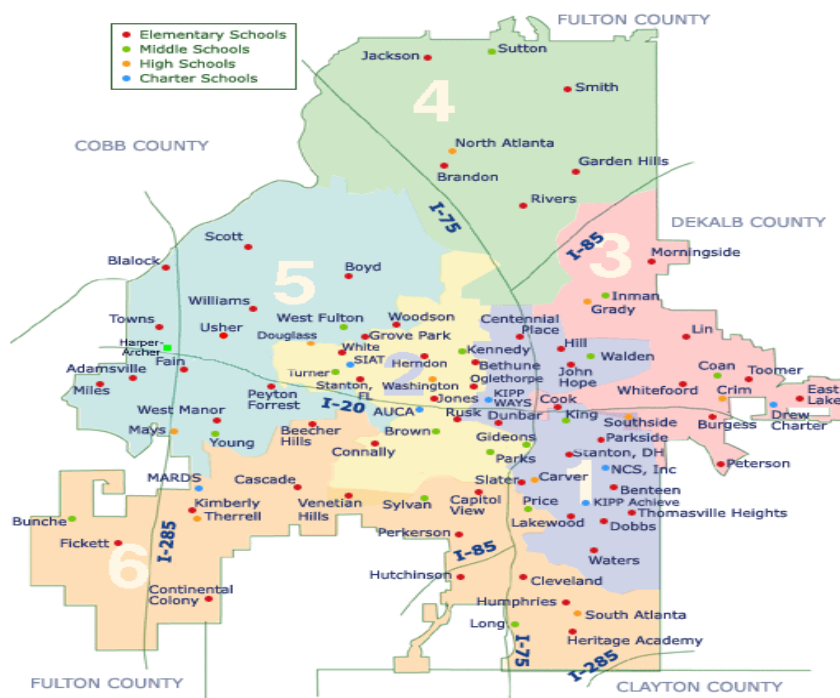 FULTON COUNTY
Elementary Schools
Middle Schools
High Schools
Charter Schools
Jackson
Sutton
4
Smith
COBB COUNTY
North Atlanta
Brandon
Garden Hills
Rivers
I-75
DEKALB COUNTY
I-85
3
Scott
Morningside
Blalock
5
Boyd
Inman
Grady
Williams
West Fulton
Woodson
Centennial
Place
Towns
Usher
Douglass
Grove Park
Lin
Harper-
Archer
White
Kennedy
Hill
Walden
Fain
SIAT
2
Herndon
Bethune
John
Hope
Coan
Toomer
Adamsville
Turner
Oglethorpe
Miles
Peyton
Forrest
Stanton,
FL
Washington
KIPP
WAYS
Whitefoord
Crim
East
Lake
I-20
Jones
Cook
Drew
Charter
West Manor
AUCA
Rusk
Dunbar
King
Southside
Burgess
Mays
Young
Beecher
Hills
Brown
Gideons
Parkside
Connally
Parks
Stanton, DH
Peterson
MARDS
Cascade
Slater
Carver
NCS, Inc
1
Benteen
Kimberly
Therrell
Venetian
Hills
Sylvan
Capitol
View
Price
KIPP Achieve
Bunche
Lakewood
Thomasville Heights
Dobbs
Fickett
6
I-285
Perkerson
I-85
Waters
Hutchinson
Cleveland
Continental
Colony
Humphries
South Atlanta
Long
Heritage Academy
I-75
I-285
FULTON COUNTY
CLAYTON COUNTY